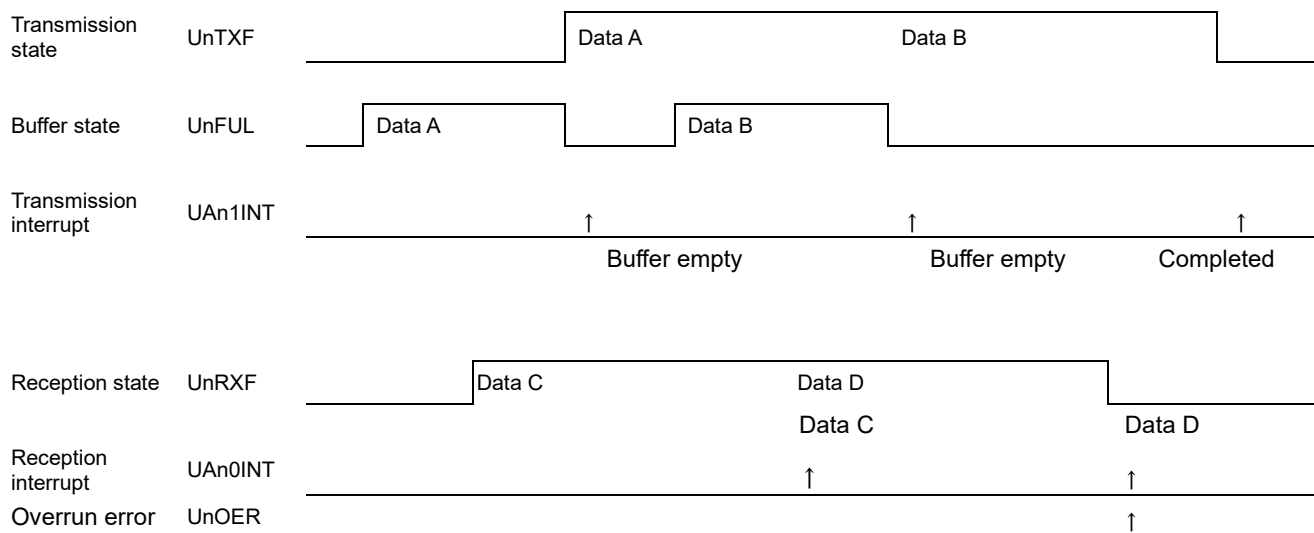 Transmission
state
UnTXF
Data A
Data B
Buffer state
UnFUL
Data A
Data B
Transmission
interrupt
UAn1INT
↑
↑
↑
Buffer empty
Buffer empty
Completed
Reception state
UnRXF
Data C
Data D
Data C
Data D
Reception
interrupt
UAn0INT
↑
↑
Overrun error
UnOER
↑